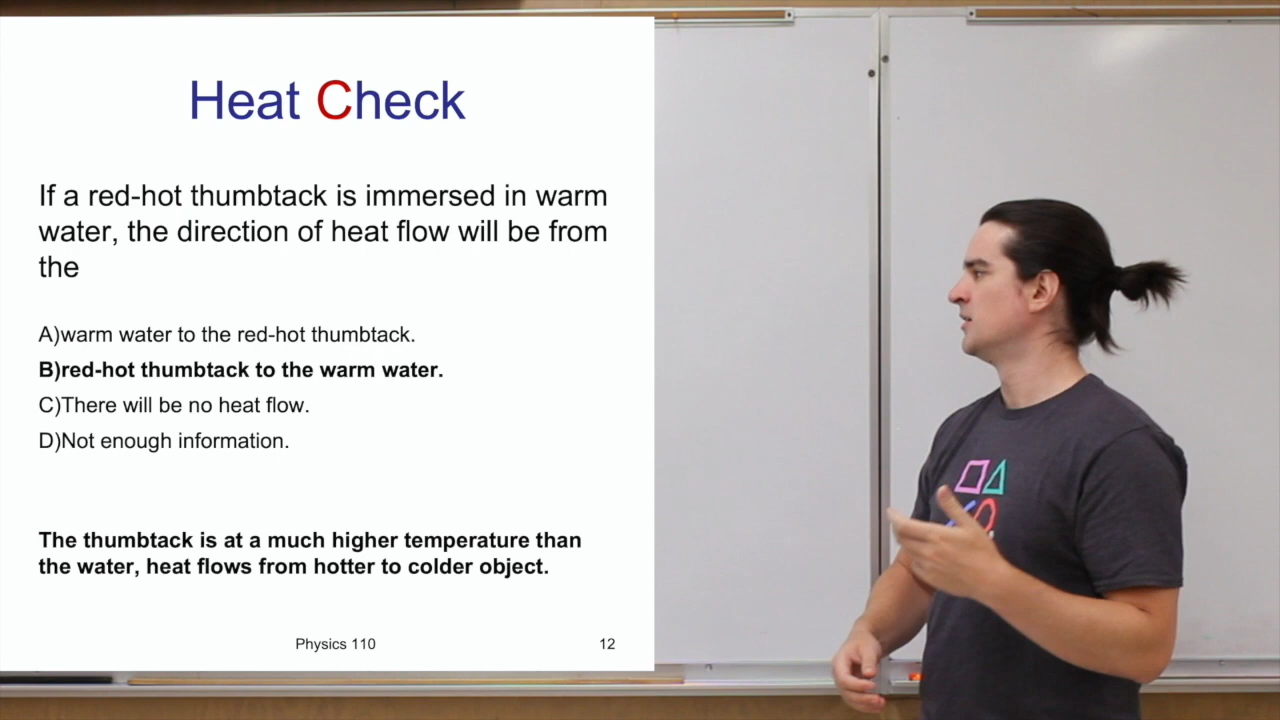 Heat Check
If a red-hot thumbtack is immersed in warm
water, the direction of heat flow will be from
the
A)warm water to the red-hot thumbtack.
B)red-hot thumbtack to the warm water.
C)There will be no heat flow.
D)Not enough information.
The thumbtack is at a much higher temperature than
the water, heat flows from hotter to colder object.
Physics 110
12